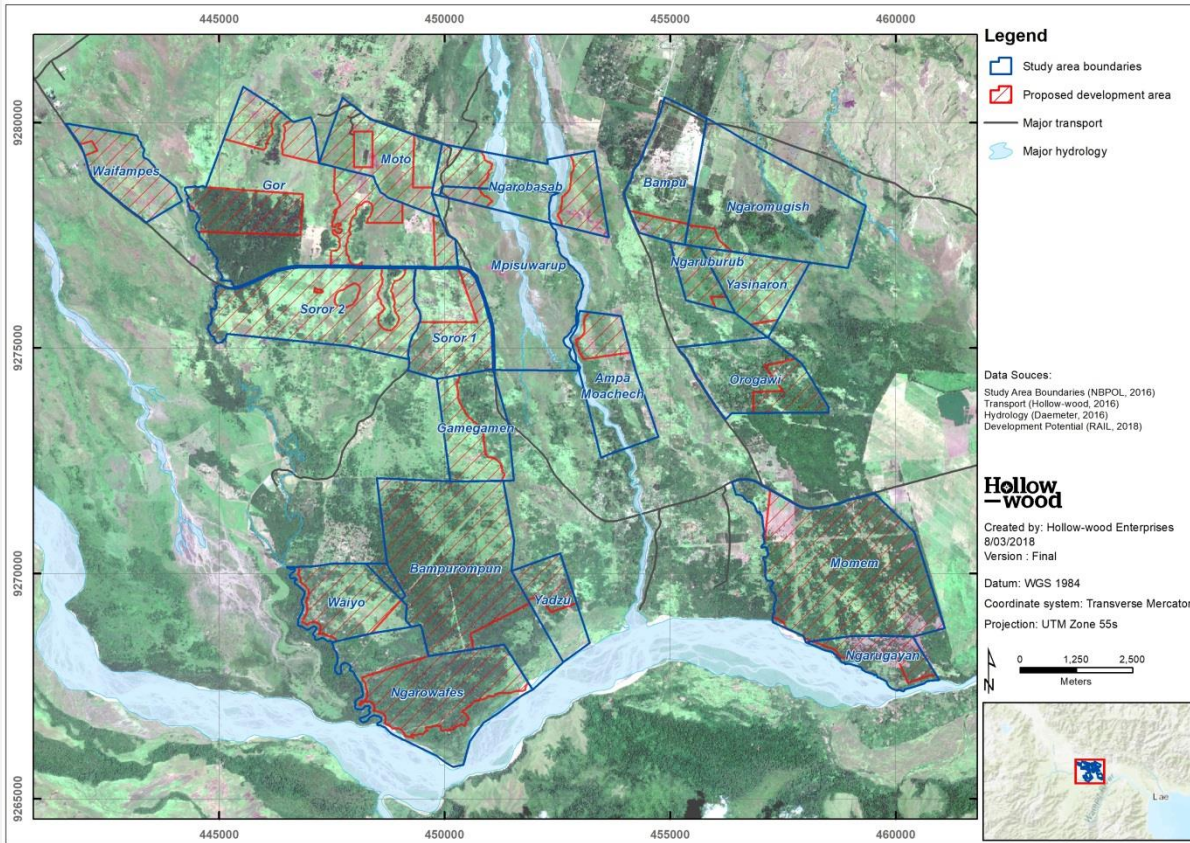 445000
450000
455000
460000
9280000
9275000
9270000
9265000
Waifampes
Gor
Moto
Ngarobasab
Bampu
Ngaromugish
Mpisuwarup
Ngaruburub
Yasinaron
Soror 2
Soror 1
Ampa
Moachech
Orogawi
Gamegamen
Bampurompun
Waiyo
Yadzu
Momem
Ngarowafes
Ngarugayan
445000
450000
455000
460000
Legend
Study area boundaries
Proposed development area
Major transport
Major hydrology
Data Souces:
Study Area Boundaries (NBPOL, 2016)
Transport (Hollow-wood, 2016)
Hydrology (Daemeter, 2016)
Development Potential (RAIL, 2018)
Hollow
–wood
Created by: Hollow-wood Enterprises
8/03/2018
Version : Final
Datum: WGS 1984
Coordinate system: Transverse Mercator
Projection: UTM Zone 55s
N
0 1,250 2,500
Meters
Lae